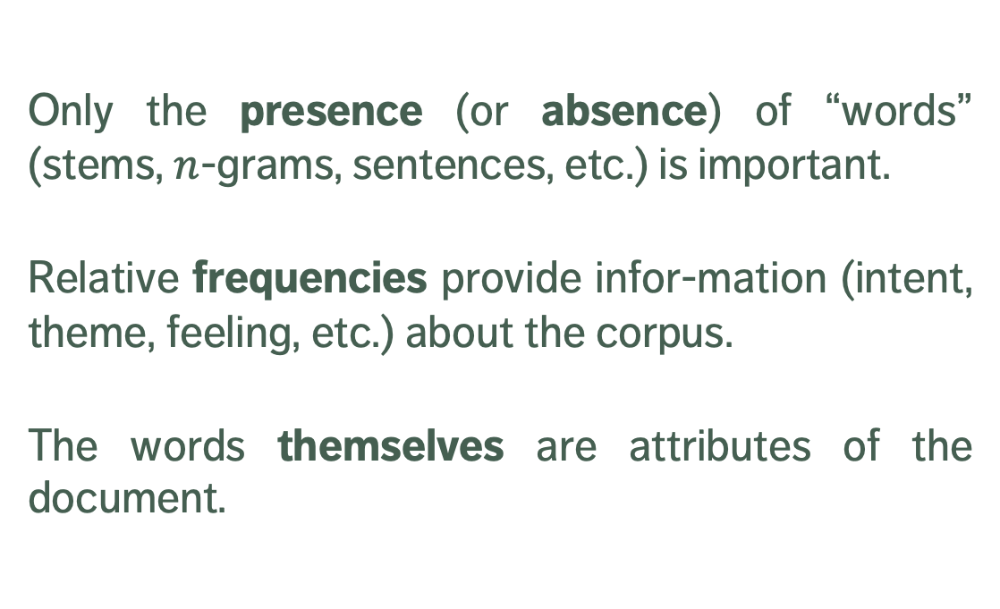 Only the presence (or absence) of “words”
(stems, n-grams, sentences, etc.) is important.
Relative frequencies provide infor-mation (intent,
theme, feeling, etc.) about the corpus.
The words themselves are attributes of the
document.